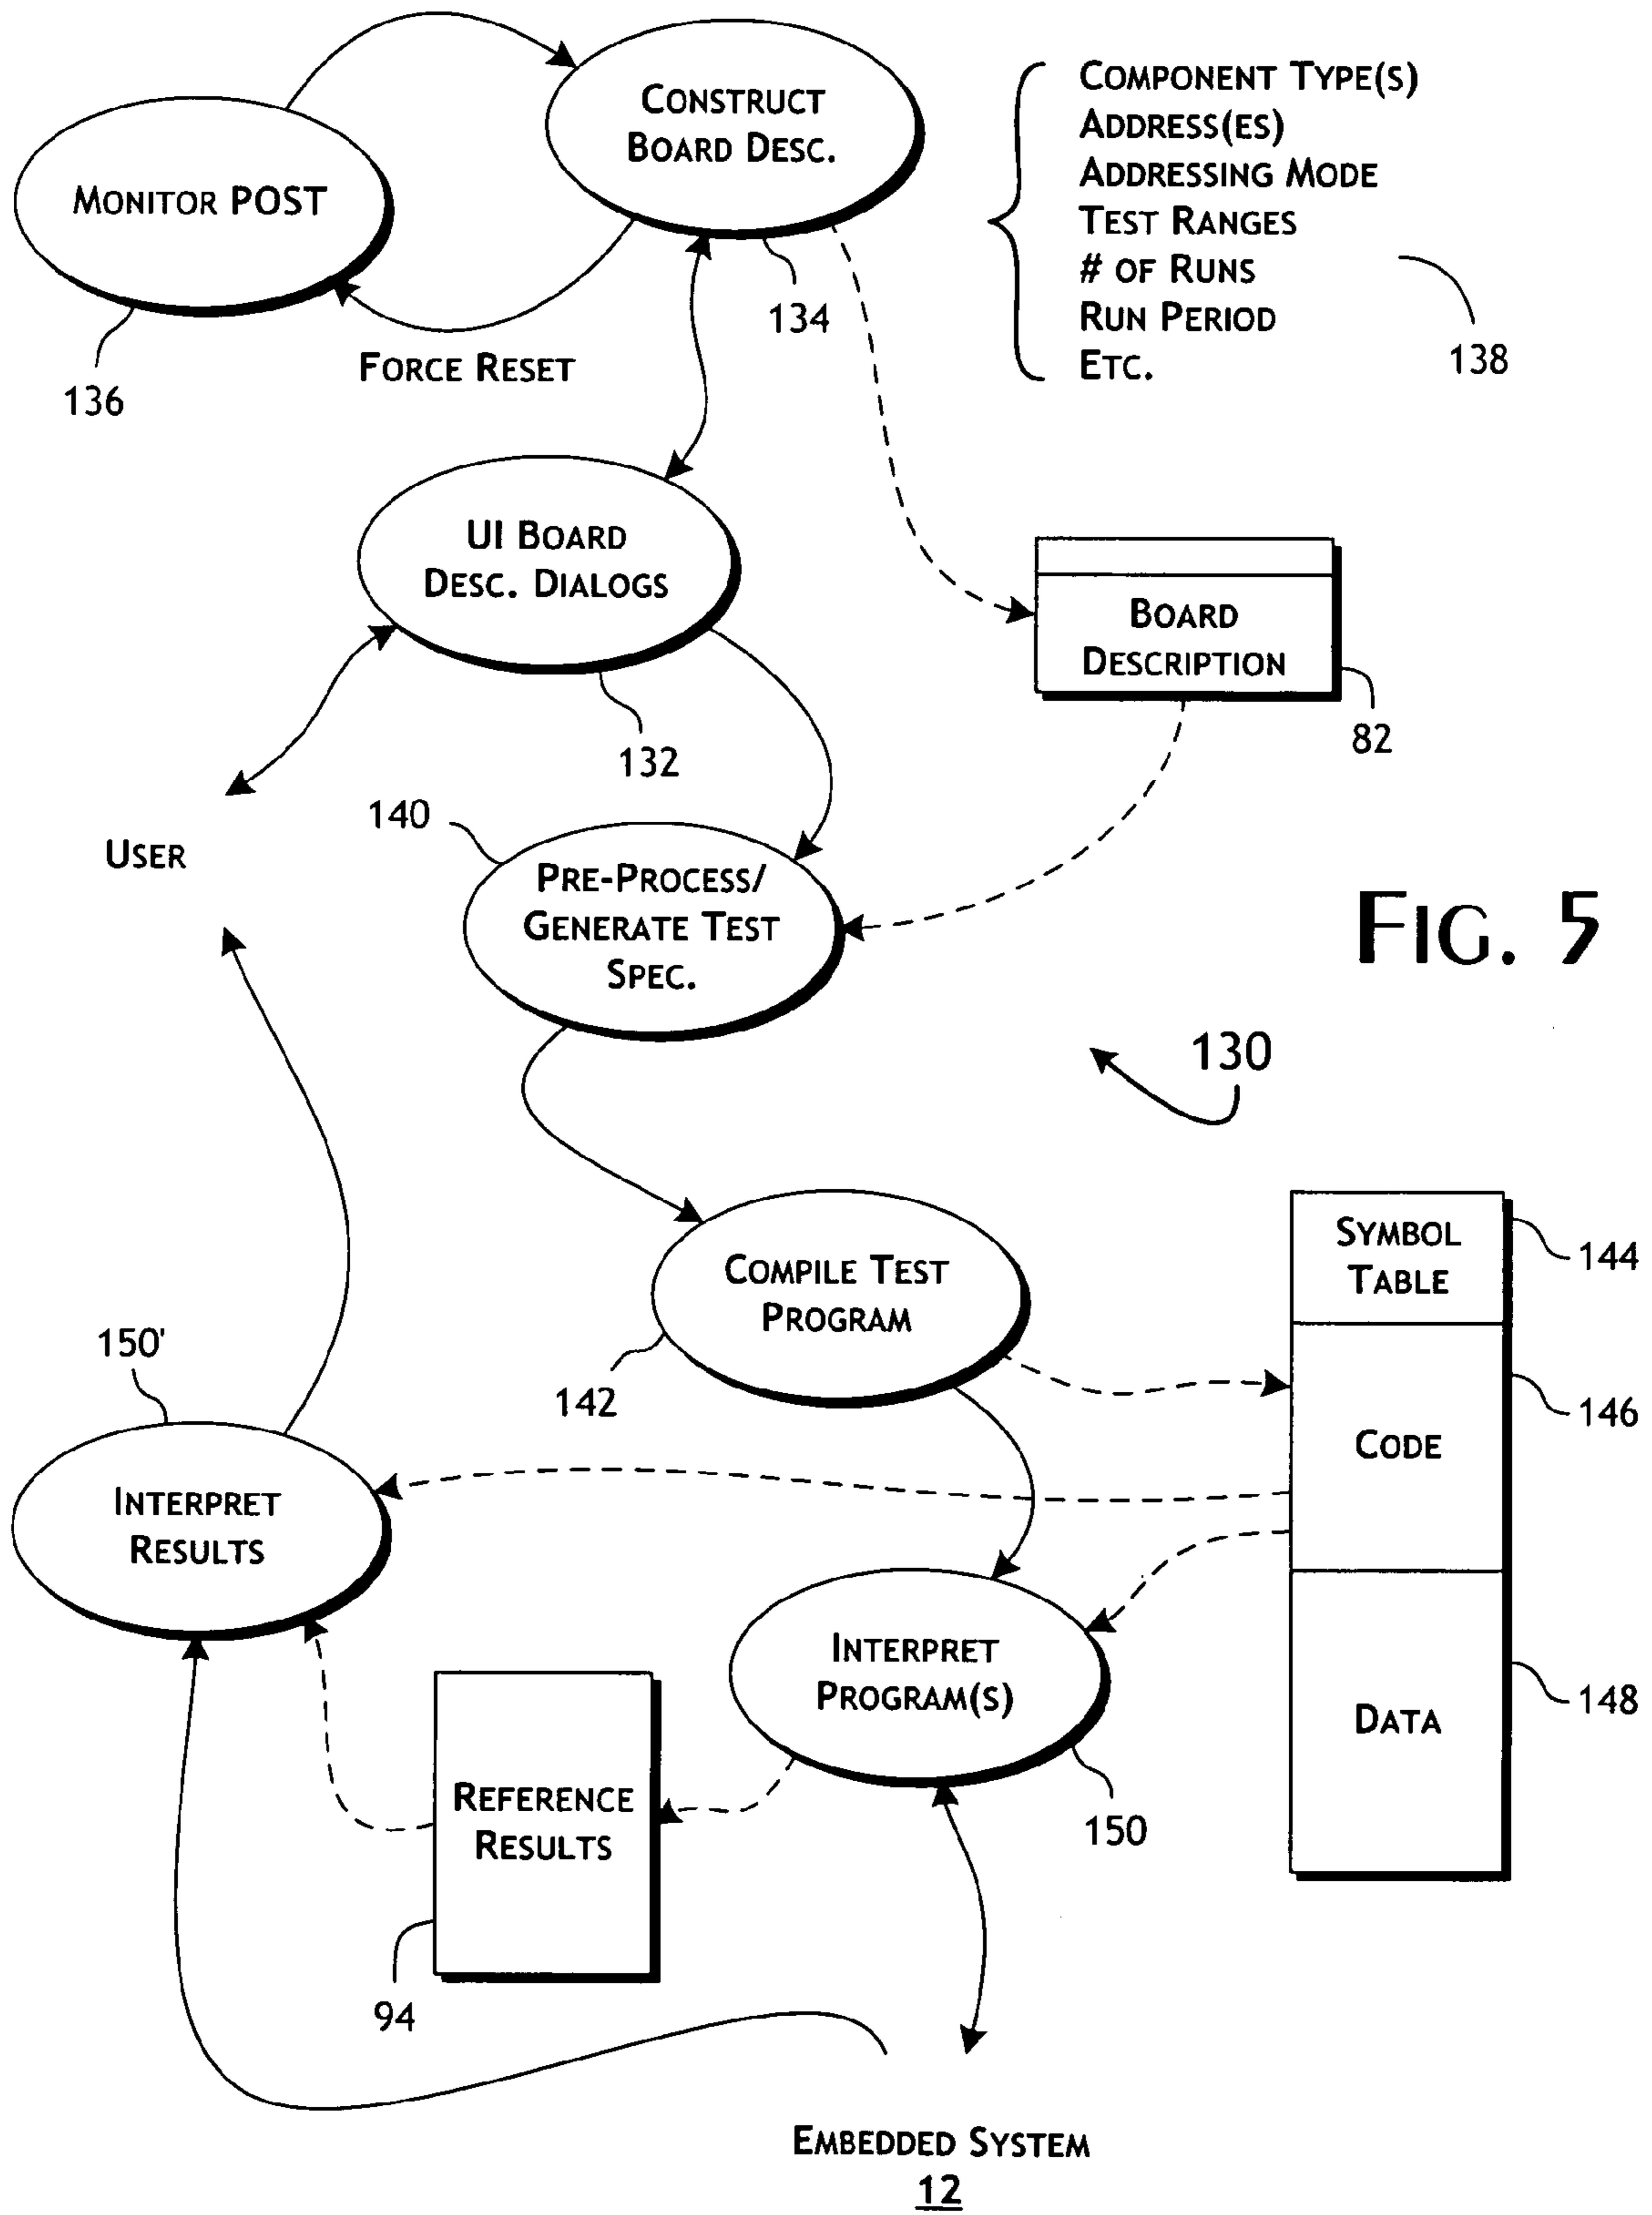 CONSTRUCT
BOARD DESC.
MONITOR POST
COMPONENT TYPE(S)
ADDRESS(ES)
ADDRESSING MODE
TEST RANGES
# OF RUNS
RUN PERIOD
ETC.
138
134
136
FORCE RESET
UI BOARD
DESC. DIALOGS
132
BOARD
DESCRIPTION
82
USER
140
PRE-PROCESS/
GENERATE TEST
SPEC.
FIG. 5
130
COMPILE TEST
PROGRAM
142
SYMBOL
TABLE
144
CODE
146
DATA
148
150'
INTERPRET
RESULTS
INTERPRET
PROGRAM(S)
150
REFERENCE
RESULTS
94
EMBEDDED SYSTEM
12